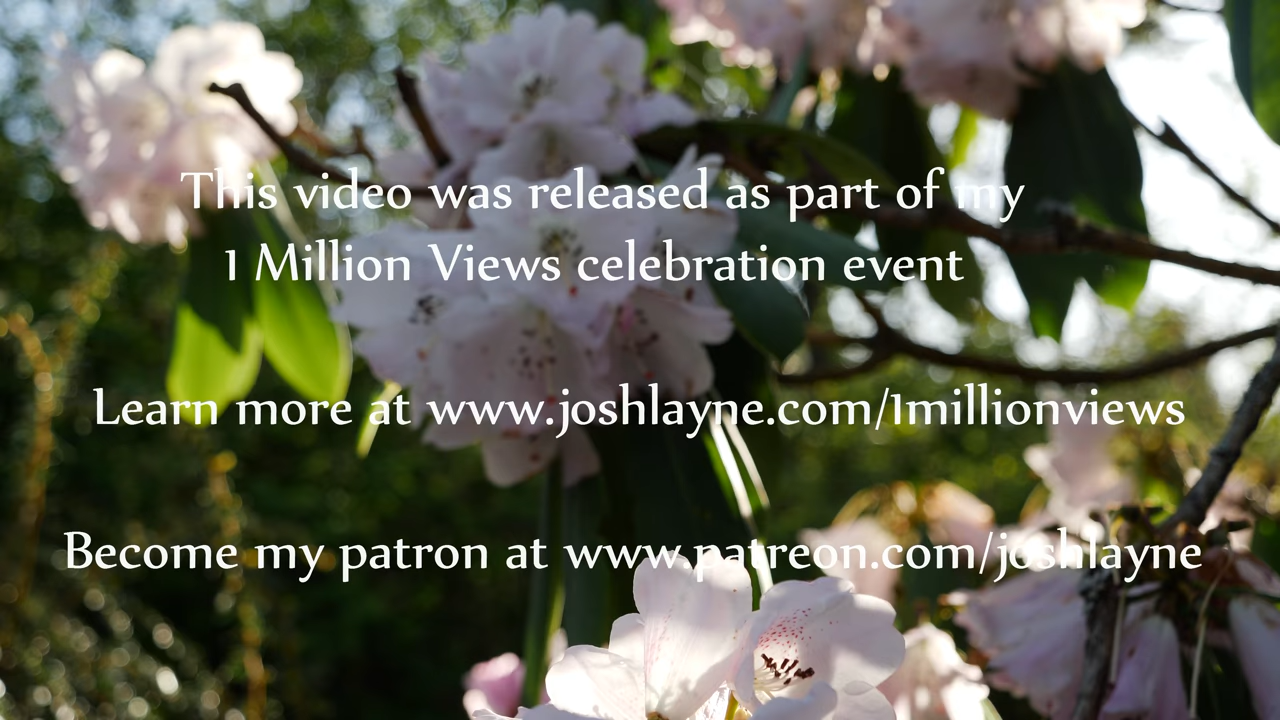 This video was released as part of my
1 Million Views celebration event
Learn more at www.joshlayne.com/1millionviews
Become my patron at www.patreon.com/joshlayne